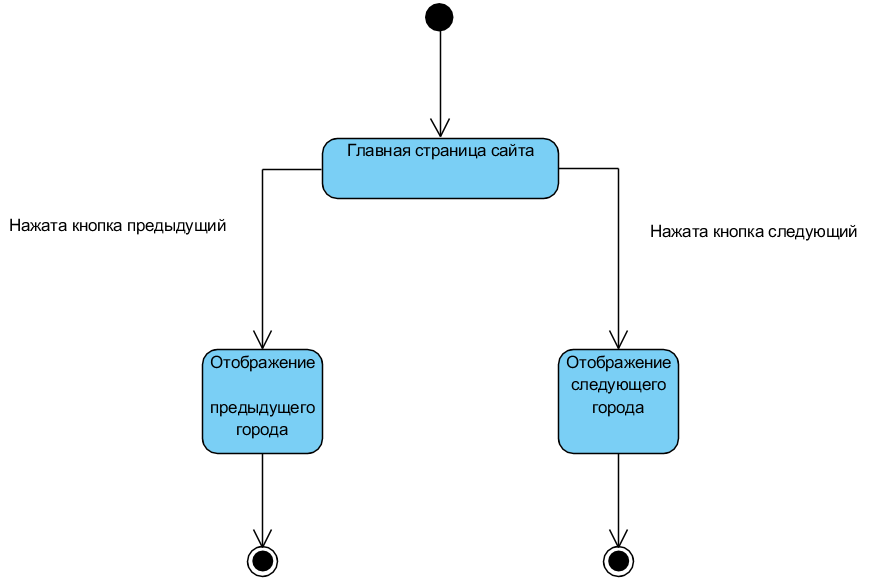 Главная страница сайта
Нажата кнопка предыдущий
Нажата кнопка следующий
Отображение
предыдущего
города
Отображение
следующего
города